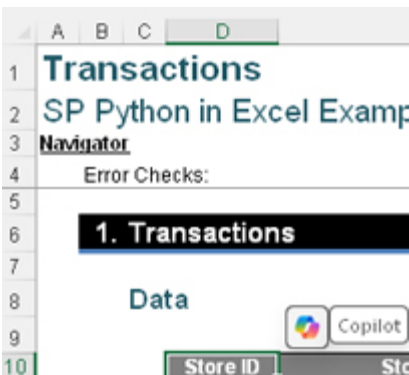 A B C D
1 Transactions
2 SP Python in Excel Examp
3 Navigator
4 Error Checks:
5
6 1. Transactions
7
8 Data
9 Copilot
10 Store ID Sto